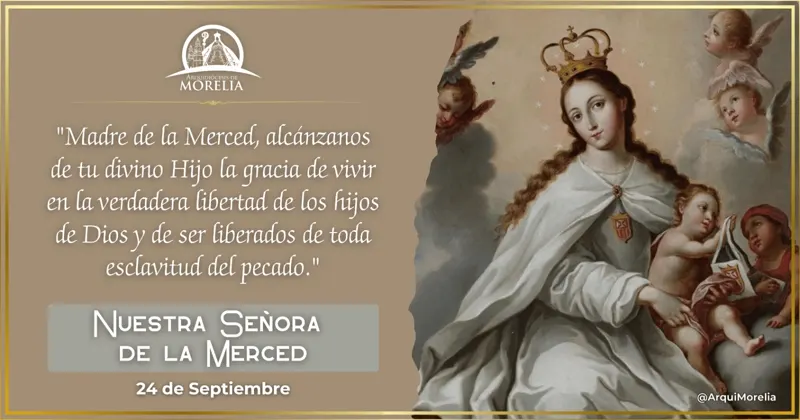 ARQUIDIÓCESIS DE
MORELIA
"Madre de la Merced, alcánzanos
de tu divino Hijo la gracia de vivir
en la verdadera libertad de los hijos
de Dios y de ser liberados de toda
esclavitud del pecado."
NUESTRA SEÑORA
DE LA MERCED
24 de Septiembre
@ArquiMorelia